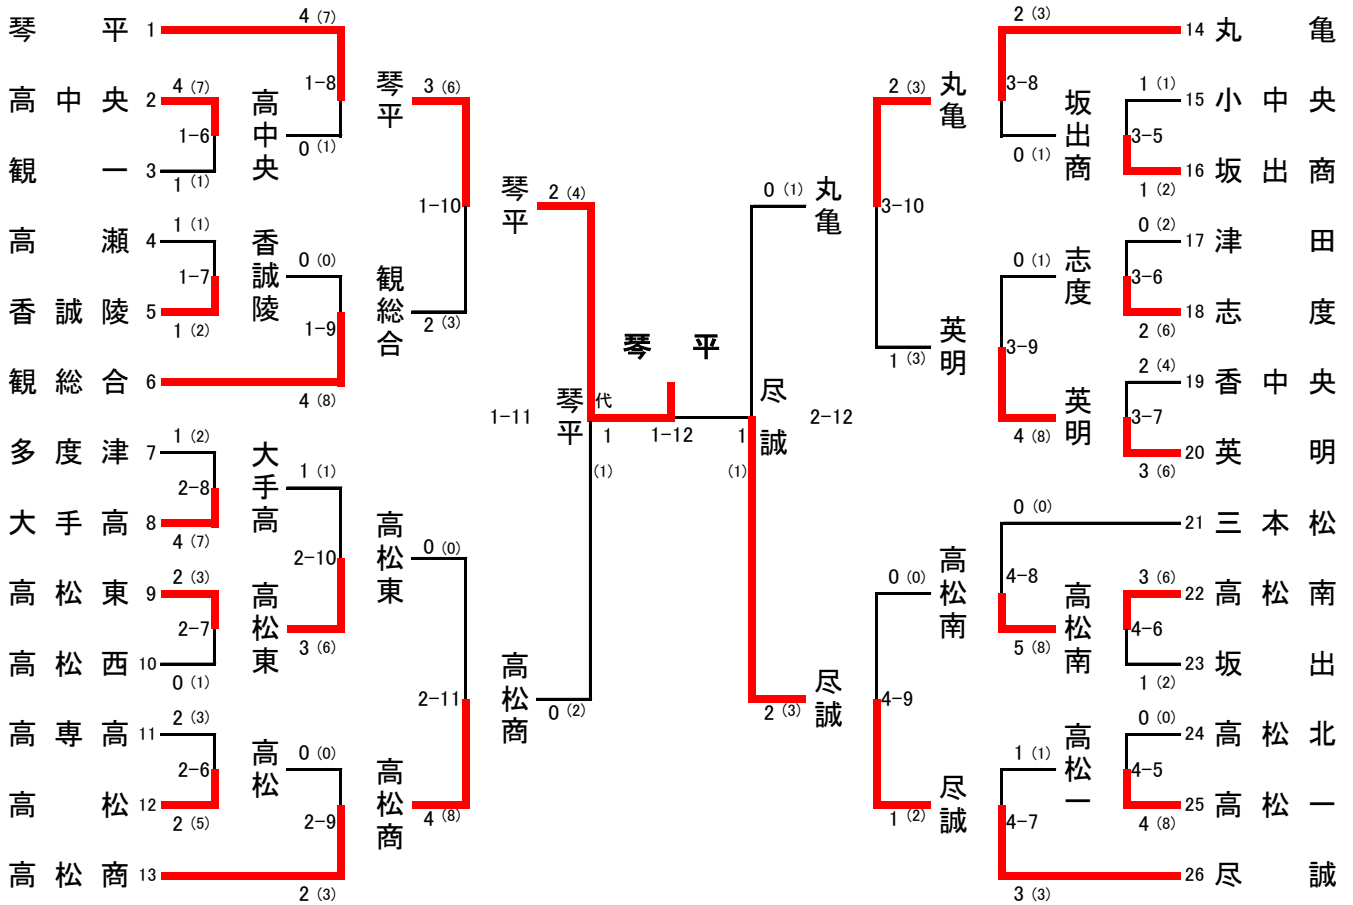 琴平 1
4 (7)
1-8
高中央 2
4 (7)
1-6
高中央
0 (1)
観一 3
1 (1)
琴平
3 (6)
1-10
高瀬 4
1 (1)
1-7
香誠陵
0 (0)
香誠陵 5
1 (2)
1-9
観総合
2 (3)
観総合 6
4 (8)
琴平
2 (4)
多度津 7
1 (2)
2-8
大手高
1 (1)
大手高 8
4 (7)
2-10
高松東 9
2 (3)
2-7
高松東
3 (6)
高松西 10
0 (1)
高松東
0 (0)
2-11
高専高 11
2 (3)
2-6
高松
0 (0)
高松 12
2 (5)
2-9
高松商
4 (8)
高松商 13
2 (3)
高松商
0 (2)
琴平
1-11
琴平
代
1
(1)
1-12
1
(1)
尽誠
2-12
丸亀
0 (1)
尽誠
2 (3)
丸亀
2 (3)
3-10
英明
1 (3)
高松南
0 (0)
4-9
尽誠
1 (2)
2 (3)
14 丸亀
3-8
坂出商
0 (1)
1 (1)
15 小中央
3-5
16 坂出商
1 (2)
志度
0 (1)
3-9
0 (2)
17 津田
3-6
18 志度
2 (6)
英明
4 (8)
2 (4)
19 香中央
3-7
20 英明
3 (6)
0 (0)
21 三本松
4-8
高松南
5 (8)
3 (6)
22 高松南
4-6
23 坂出
1 (2)
高松一
1 (1)
4-7
0 (0)
24 高松北
4-5
25 高松一
4 (8)
26 尽誠
3 (3)